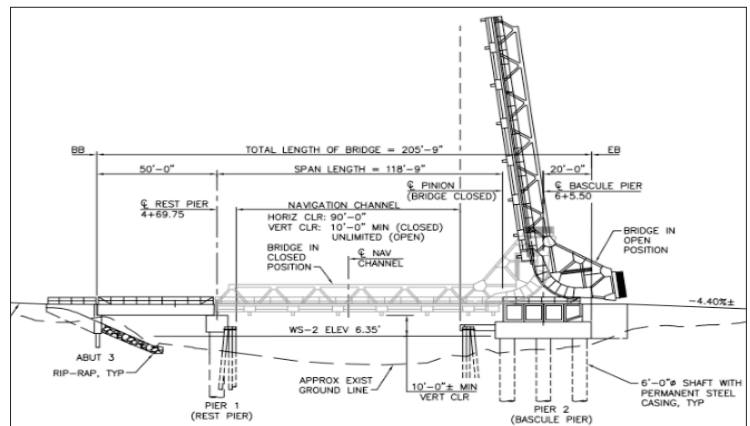 BB
TOTAL LENGTH OF BRIDGE = 205'-9"
EB
50'-0"
SPAN LENGTH = 118'-9"
20'-0"
℄ REST PIER
4+69.75
NAVIGATION CHANNEL
HORIZ CLR: 90'-0"
VERT CLR: 10'-0" MIN (CLOSED)
UNLIMITED (OPEN)
℄ PINION
(BRIDGE CLOSED)
℄ BASCULE PIER
6+5.50
BRIDGE IN
CLOSED
POSITION
℄ NAV
CHANNEL
BRIDGE IN
OPEN
POSITION
-4.40%±
WS-2 ELEV 6.35'
ABUT 3
RIP-RAP, TYP
PIER 1
(REST PIER)
APPROX EXIST
GROUND LINE
10'-0"± MIN
VERT CLR
PIER 2
(BASCULE PIER)
6'-0"ø SHAFT WITH
PERMANENT STEEL
CASING, TYP